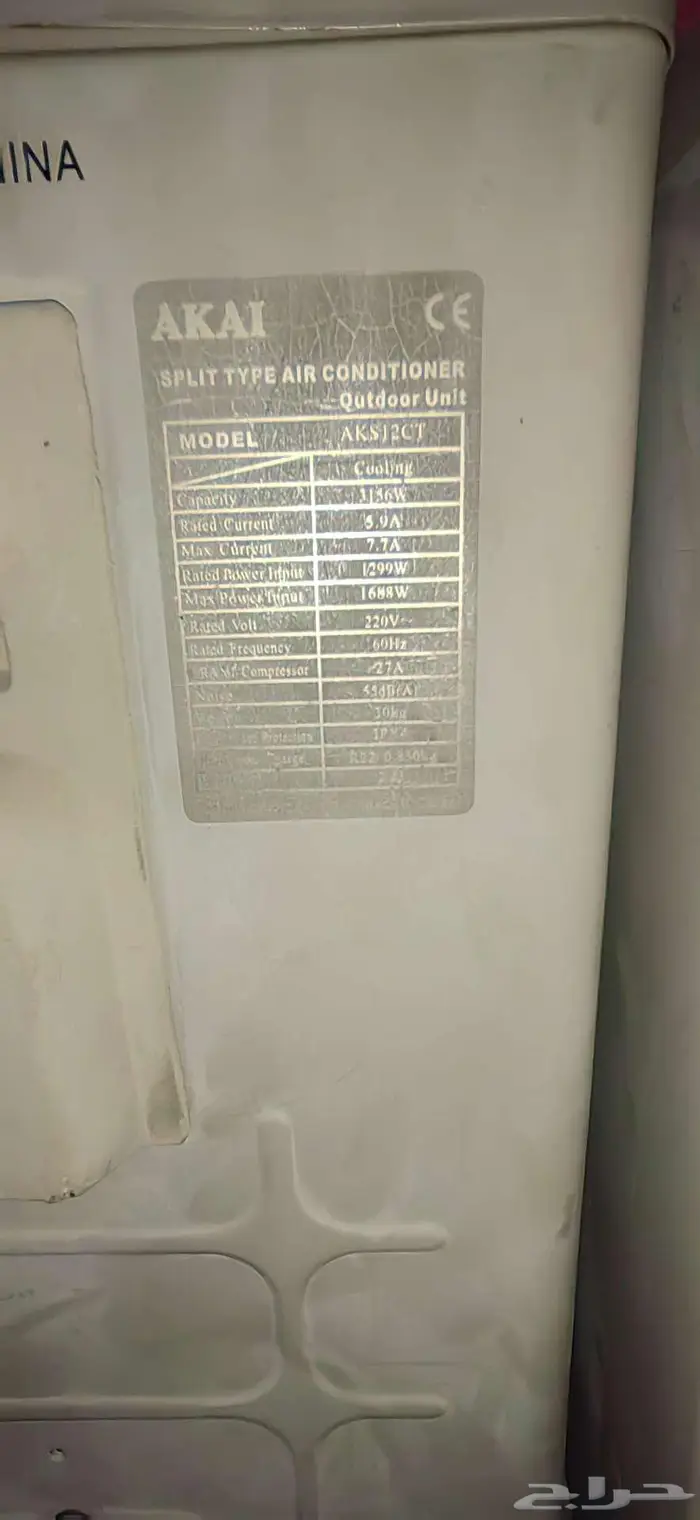 INA
AKAI CE
SPLIT TYPE AIR CONDITIONER
Qutdoor Unit
MODEL AKS12CT
Cooling
Capacity
Rated Current 5.9A
Max Current 7.7A
Rated Power Input 1299W
Max Power Input 1688W
Rated Volt 220V~
Rated Frequency 60Hz
Compressor 27A
Noise 55dB(A)
30kg
Protection
R22
حراج